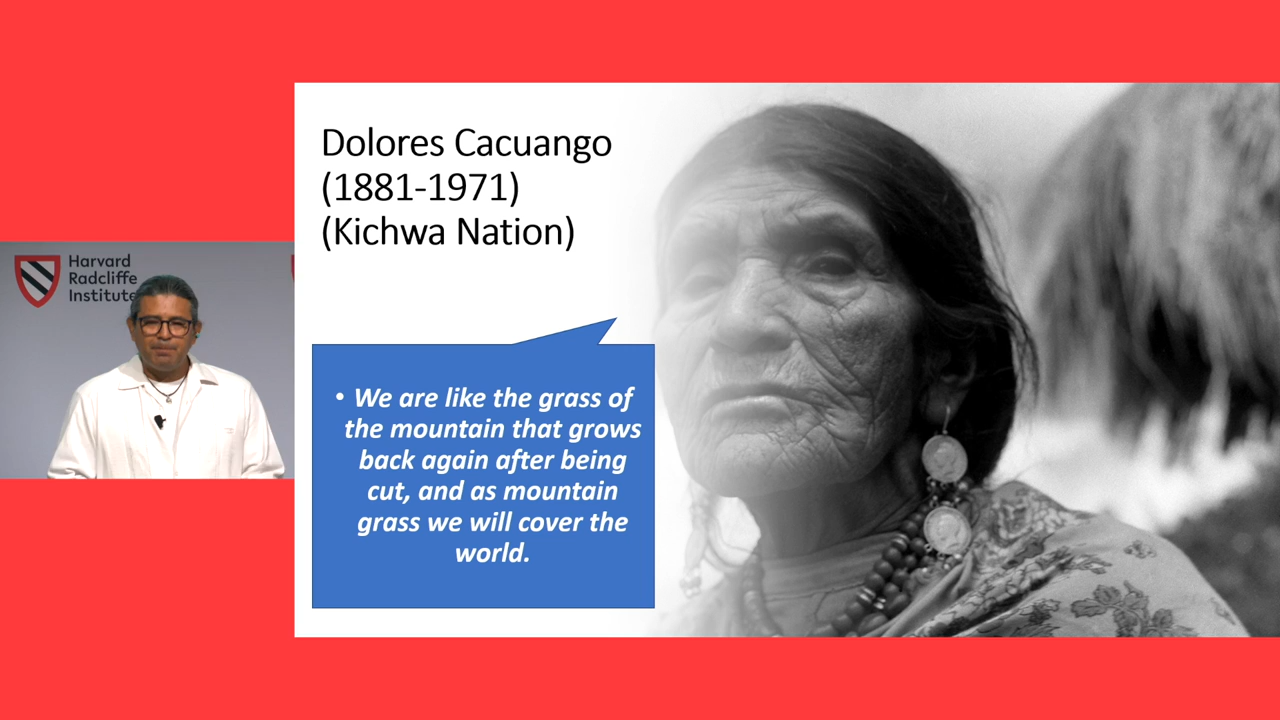 Harvard
Radcliffe
Institute
Dolores Cacuango
(1881-1971)
(Kichwa Nation)
• We are like the grass of
the mountain that grows
back again after being
cut, and as mountain
grass we will cover the
world.